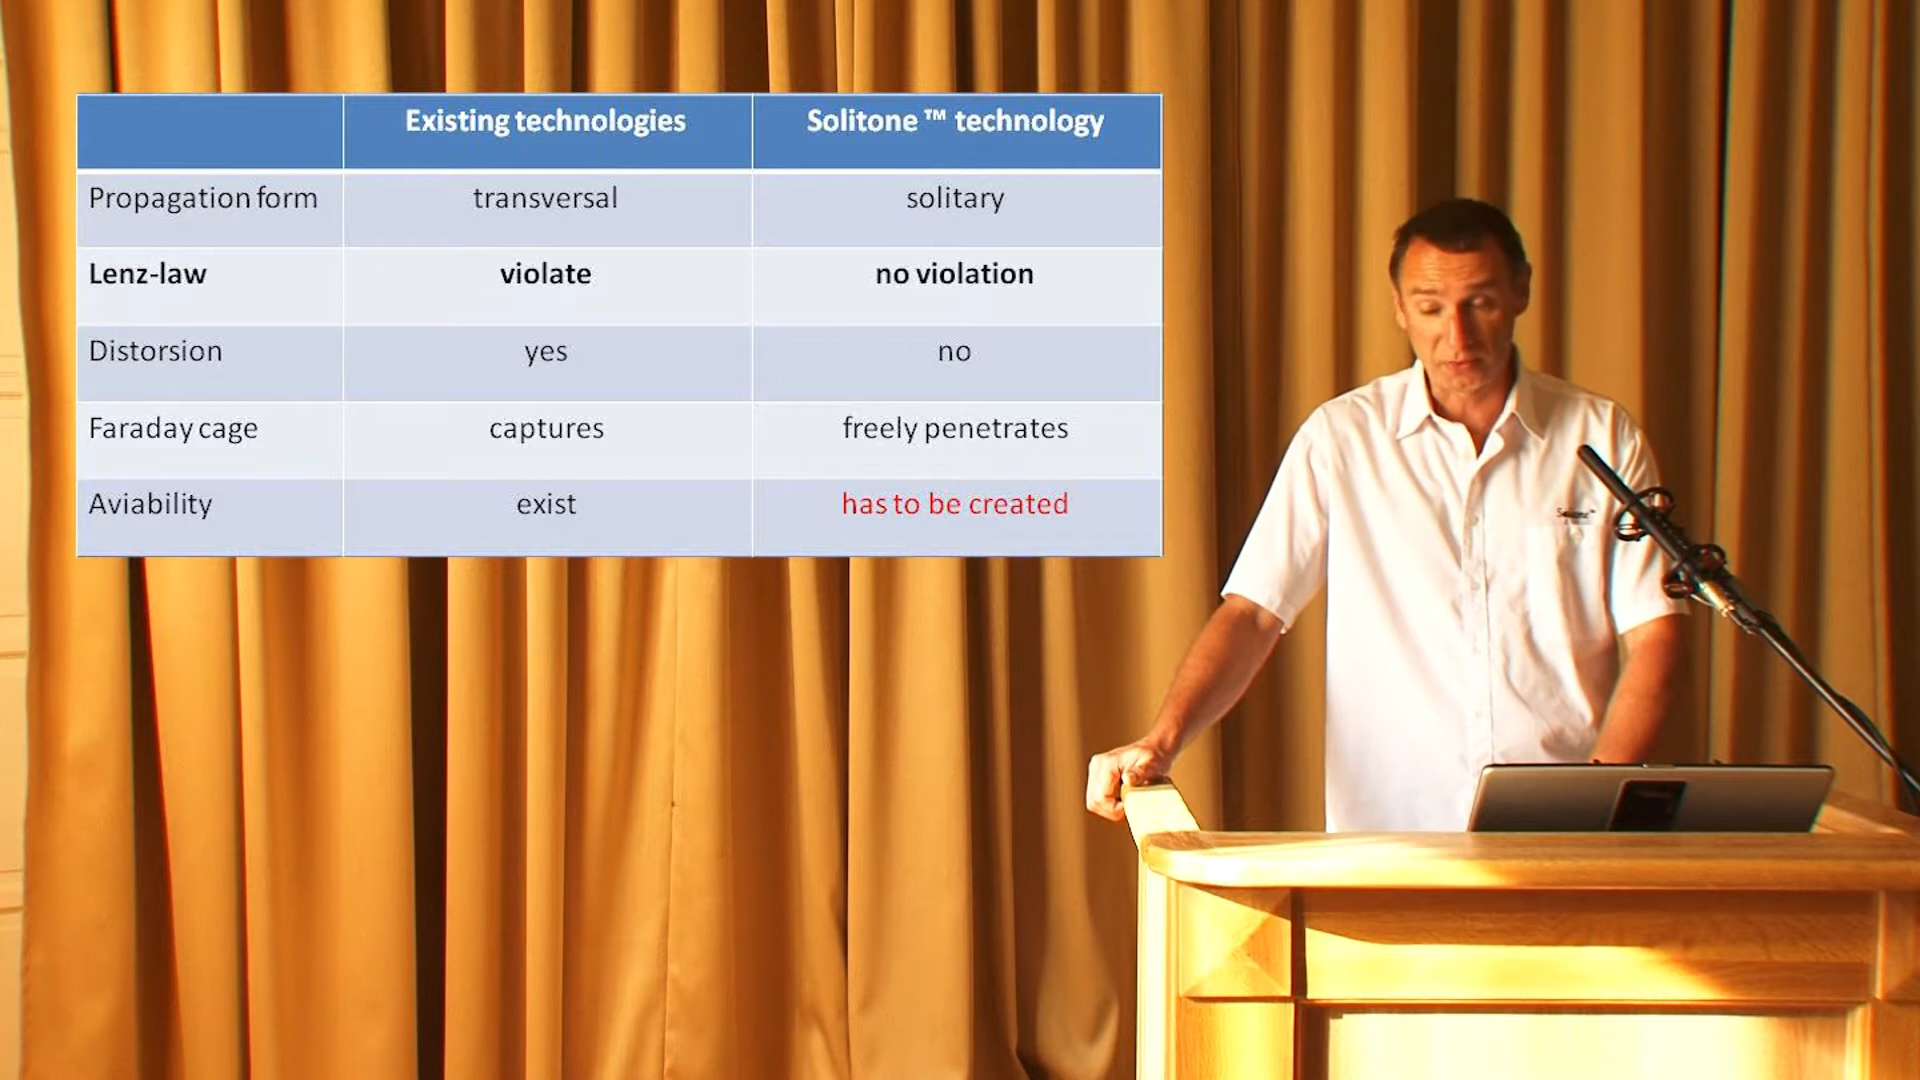 Existing technologies
Solitone ™ technology
Propagation form transversal solitary
Lenz-law violate no violation
Distorsion yes no
Faraday cage captures freely penetrates
Aviability exist has to be created